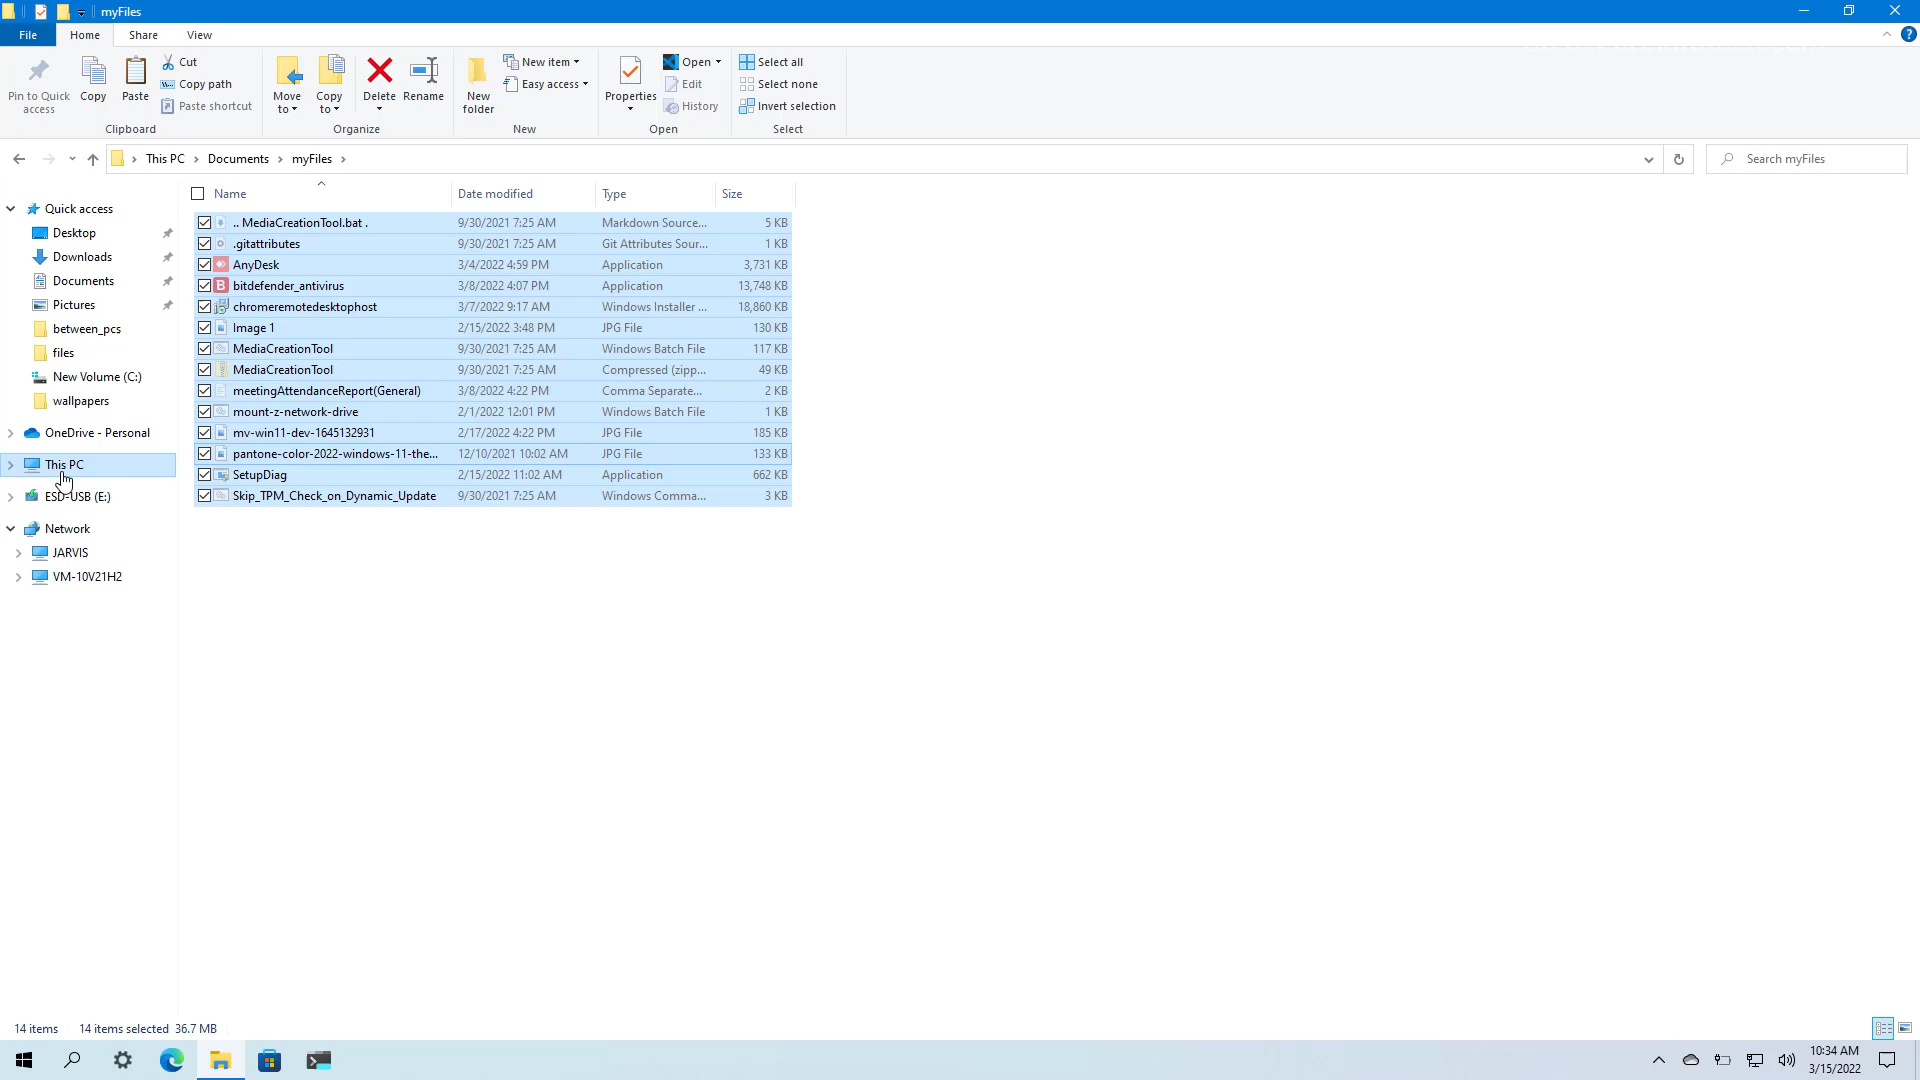 myFiles
File Home Share View
Pin to Quick access
Copy
Paste
Cut
Copy path
Paste shortcut
Clipboard
Move to
Copy to
Delete
Rename
Organize
New folder
New item
Easy access
New
Properties
Open
Edit
History
Open
Select all
Select none
Invert selection
Select
This PC > Documents > myFiles >
Search myFiles
Quick access
Desktop
Downloads
Documents
Pictures
between_pcs
files
New Volume (C:)
wallpapers
OneDrive - Personal
This PC
ESD-USB (E:)
Network
JARVIS
VM-10V21H2
Name Date modified Type Size
.. MediaCreationTool.bat . 9/30/2021 7:25 AM Markdown Source... 5 KB
.gitattributes 9/30/2021 7:25 AM Git Attributes Sour... 1 KB
AnyDesk 3/4/2022 4:59 PM Application 3,731 KB
bitdefender_antivirus 3/8/2022 4:07 PM Application 13,748 KB
chromeremotedesktophost 3/7/2022 9:17 AM Windows Installer ... 18,860 KB
Image 1 2/15/2022 3:48 PM JPG File 130 KB
MediaCreationTool 9/30/2021 7:25 AM Windows Batch File 117 KB
MediaCreationTool 9/30/2021 7:25 AM Compressed (zipp... 49 KB
meetingAttendanceReport(General) 3/8/2022 4:22 PM Comma Separate... 2 KB
mount-z-network-drive 2/1/2022 12:01 PM Windows Batch File 1 KB
mv-win11-dev-1645132931 2/17/2022 4:22 PM JPG File 185 KB
pantone-color-2022-windows-11-the... 12/10/2021 10:02 AM JPG File 133 KB
SetupDiag 2/15/2022 11:02 AM Application 662 KB
Skip_TPM_Check_on_Dynamic_Update 9/30/2021 7:25 AM Windows Comma... 3 KB
14 items 14 items selected 36.7 MB
10:34 AM
3/15/2022